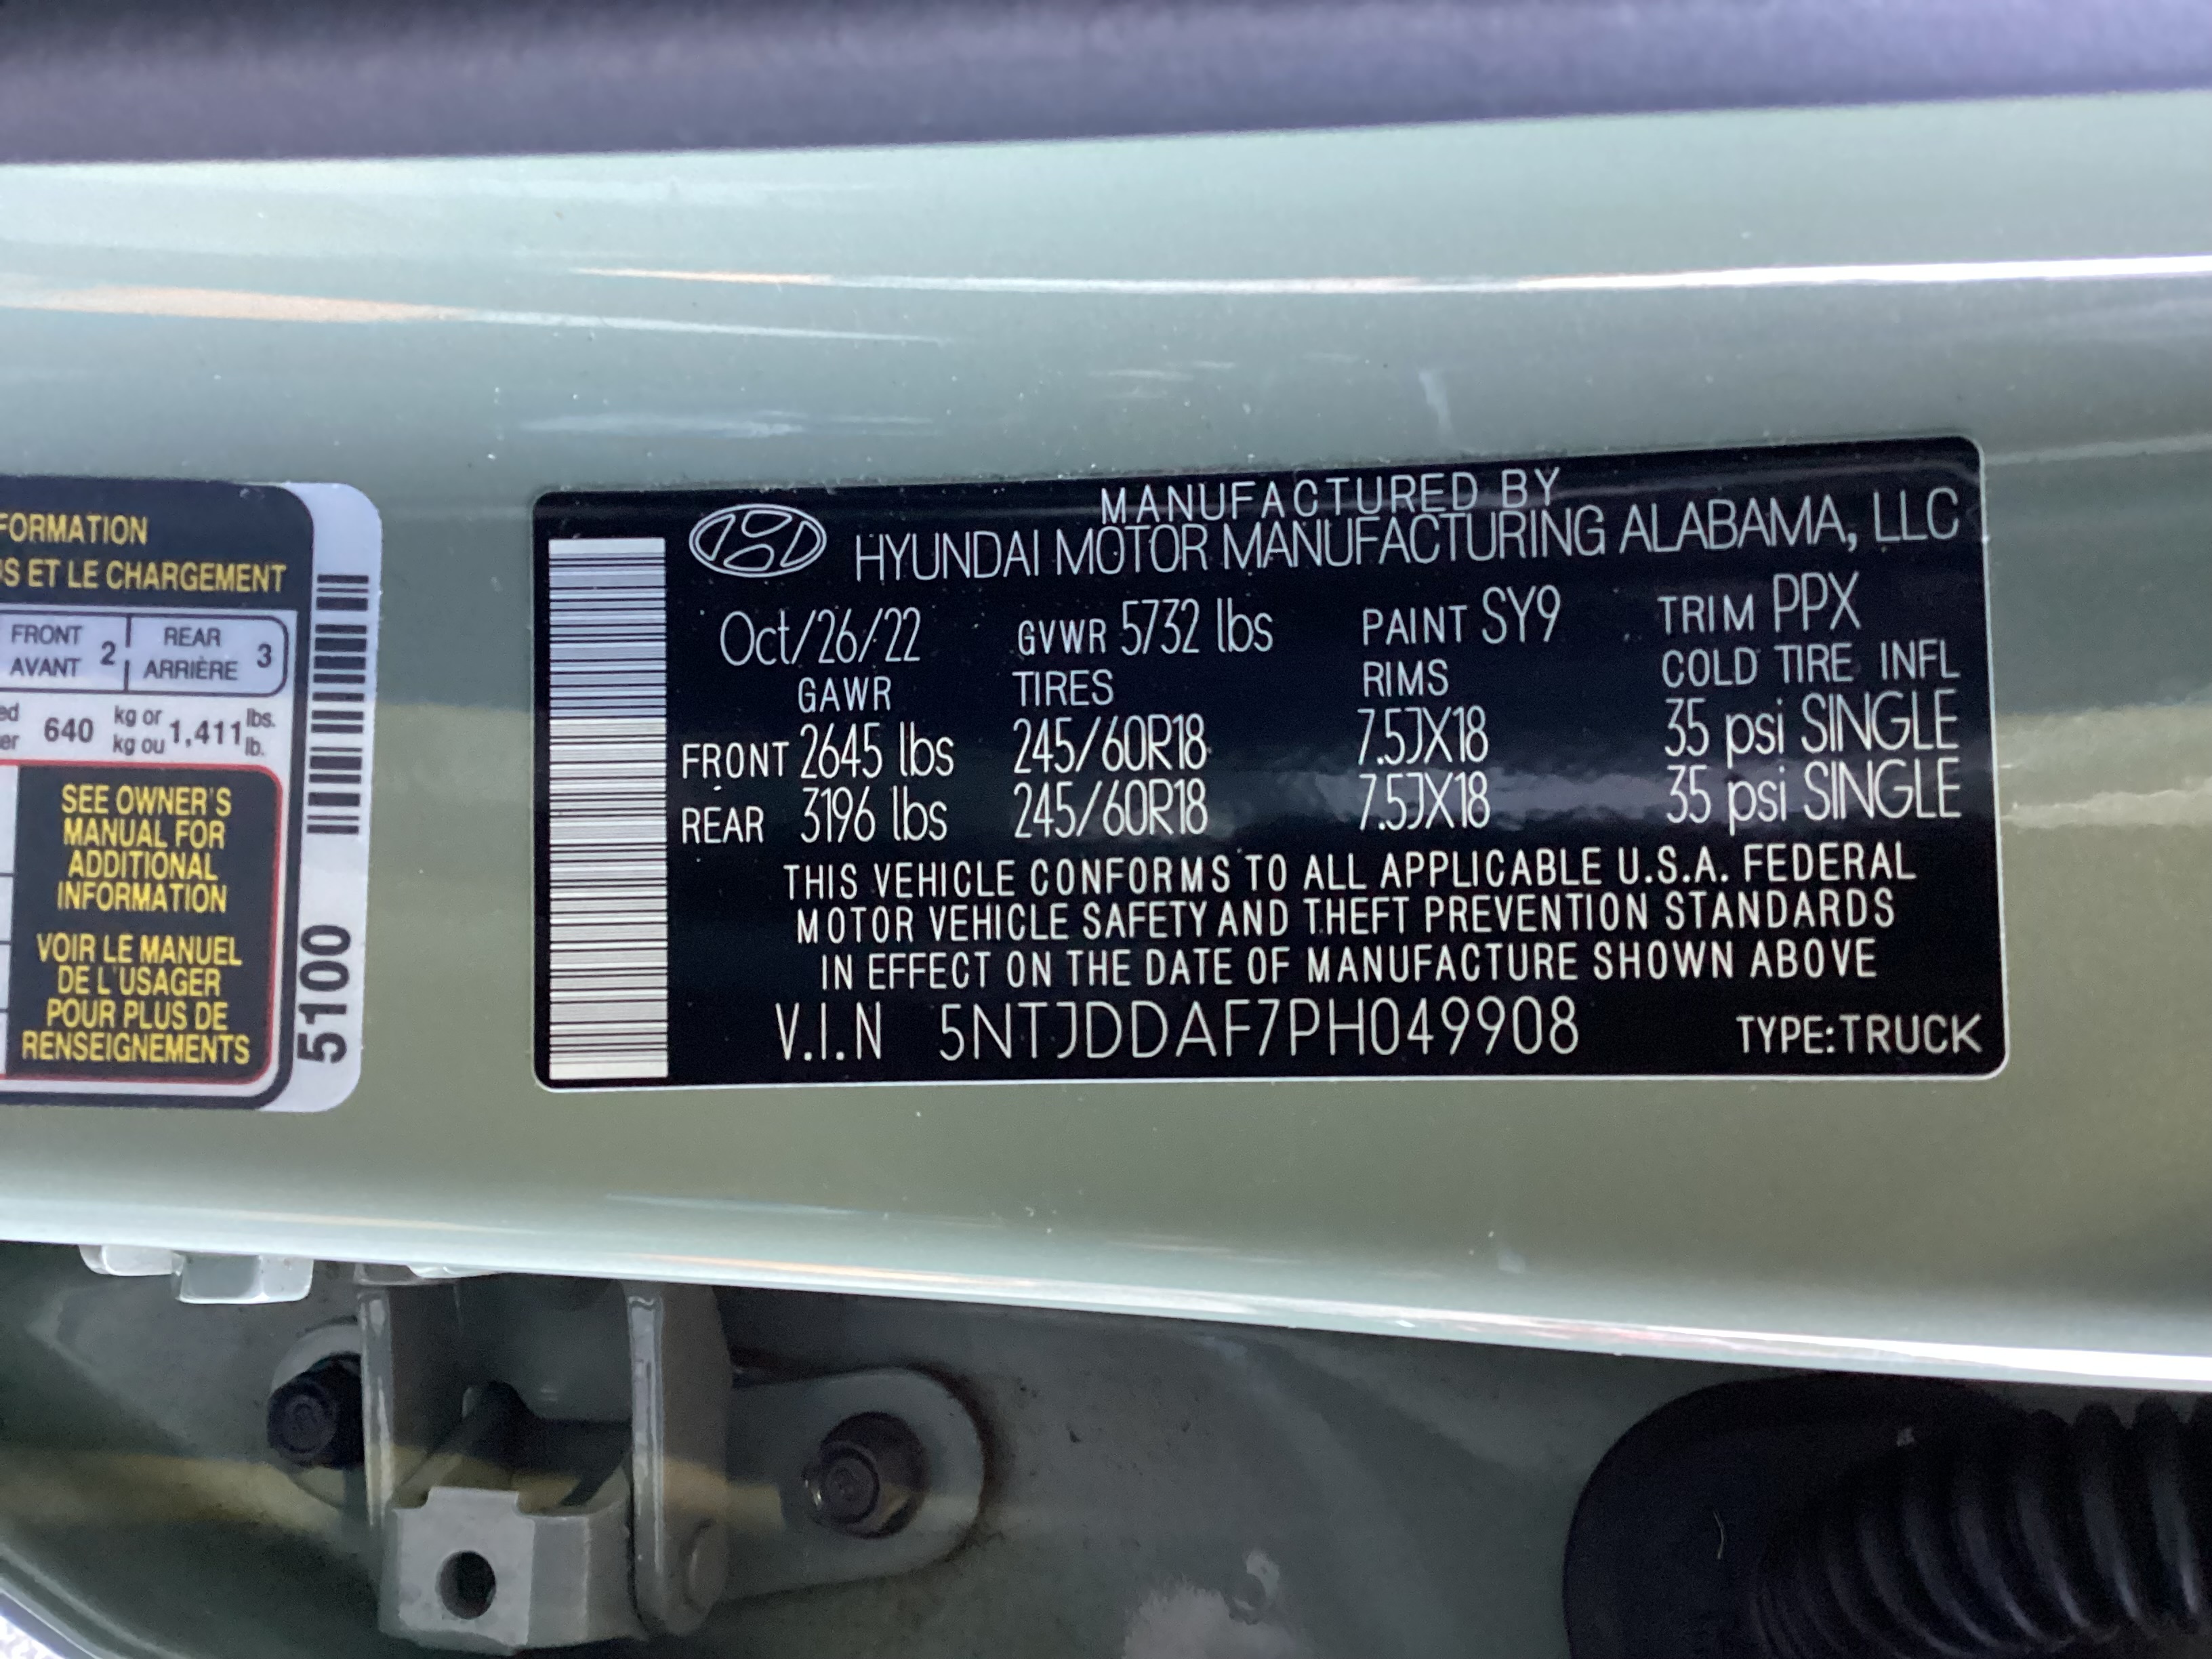 FORMATION
S ET LE CHARGEMENT
FRONT 2 REAR 3
AVANT ARRIÈRE
ed 640 kg or 1,411 lbs.
er kg ou lb.
SEE OWNER'S
MANUAL FOR
ADDITIONAL
INFORMATION
VOIR LE MANUEL
DE L'USAGER
POUR PLUS DE
RENSEIGNEMENTS
5100
MANUFACTURED BY
HYUNDAI MOTOR MANUFACTURING ALABAMA, LLC
Oct/26/22 GVWR 5732 lbs PAINT SY9 TRIM PPX
GAWR TIRES RIMS COLD TIRE INFL
FRONT 2645 lbs 245/60R18 7.5JX18 35 psi SINGLE
REAR 3196 lbs 245/60R18 7.5JX18 35 psi SINGLE
THIS VEHICLE CONFORMS TO ALL APPLICABLE U.S.A. FEDERAL
MOTOR VEHICLE SAFETY AND THEFT PREVENTION STANDARDS
IN EFFECT ON THE DATE OF MANUFACTURE SHOWN ABOVE
V.I.N 5NTJDDAF7PH049908 TYPE:TRUCK